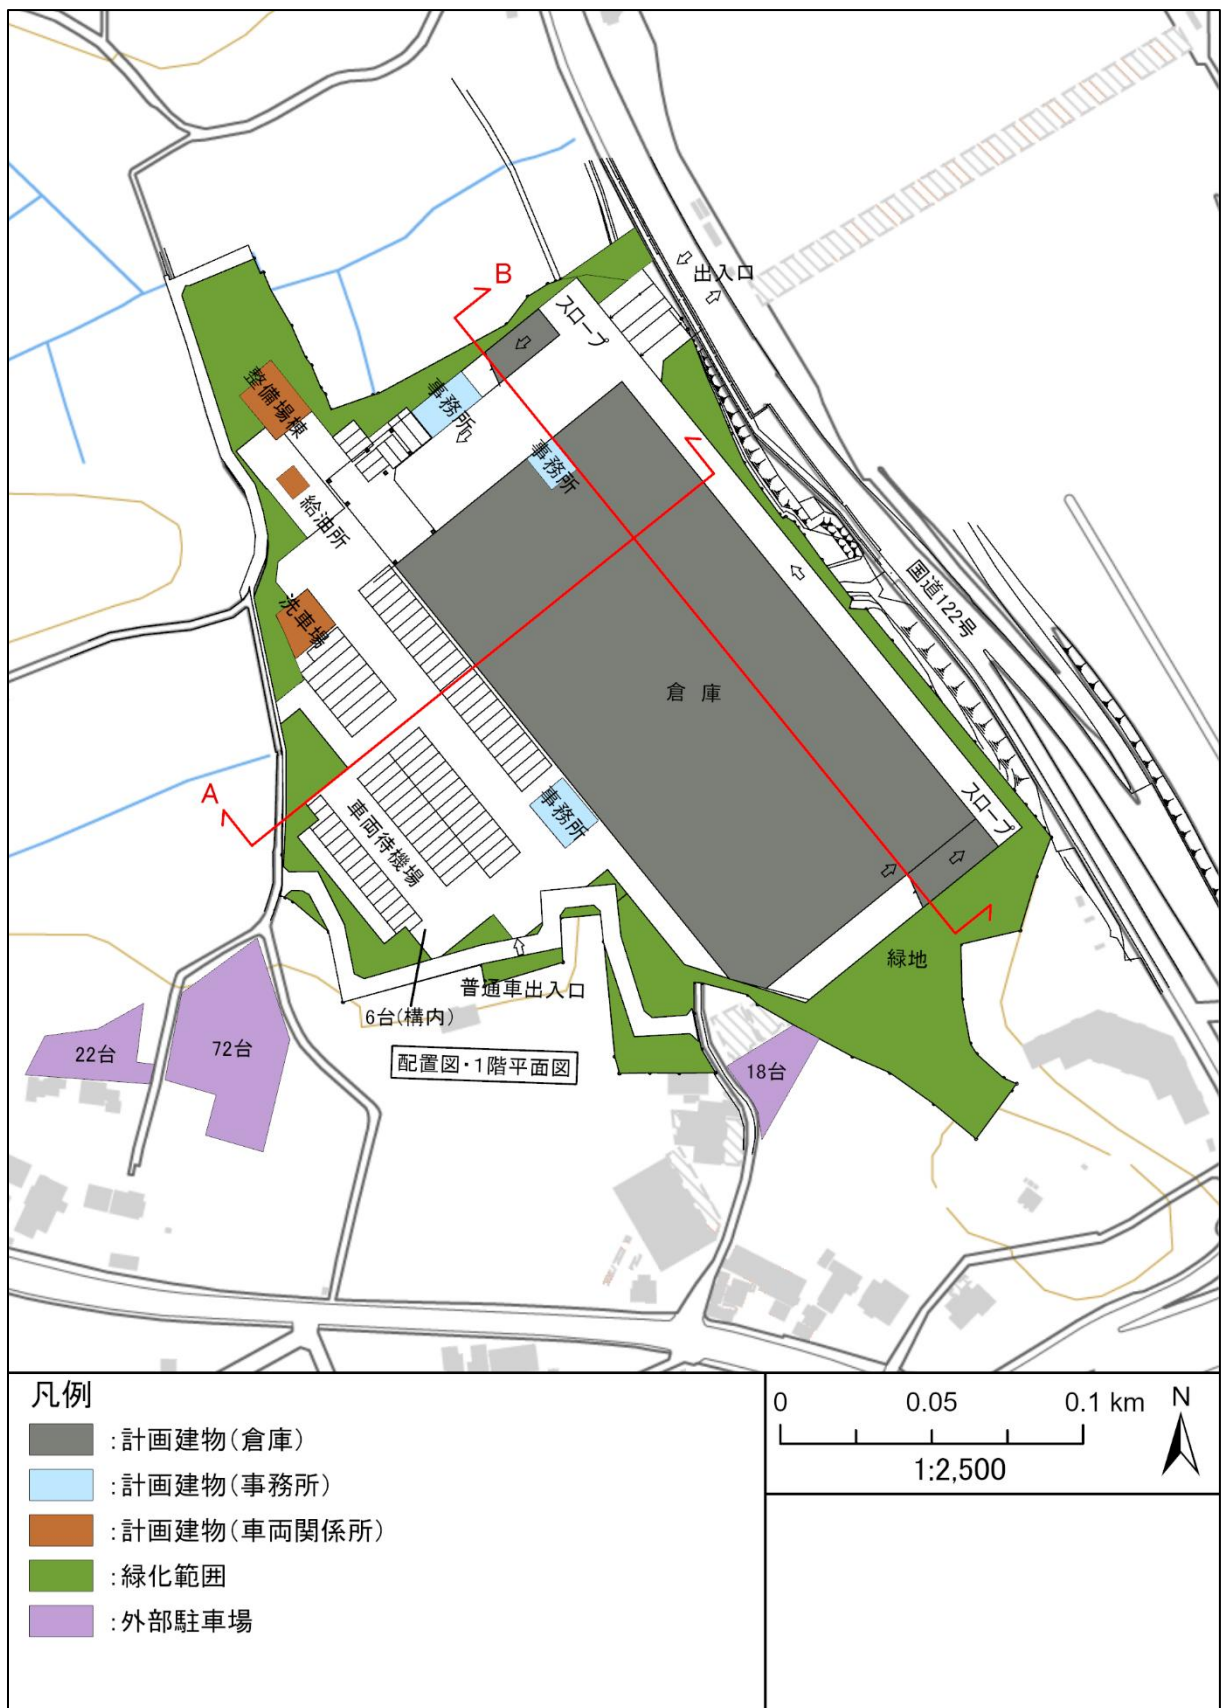 B
スロープ
出入口
整備場棟
事務所
事務所
給油所
国道122号
洗車場
倉 庫
A
車両待機場
事務所
スロープ
緑地
普通車出入口
6台(構内)
22台
72台
18台
配置図・1階平面図
凡例
:計画建物(倉庫)
:計画建物(事務所)
:計画建物(車両関係所)
:緑化範囲
:外部駐車場
0 0.05 0.1 km
N
1:2,500